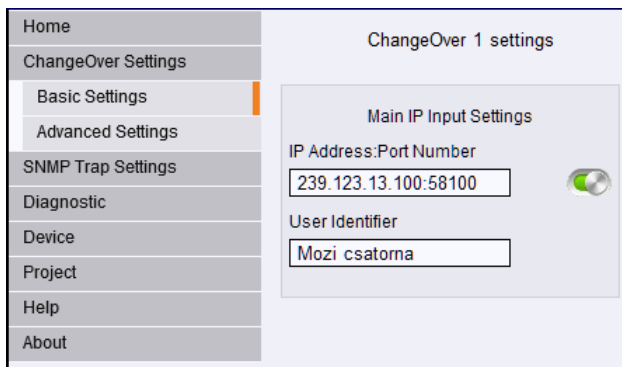 Home
ChangeOver Settings
Basic Settings
Advanced Settings
SNMP Trap Settings
Diagnostic
Device
Project
Help
About
ChangeOver 1 settings
Main IP Input Settings
IP Address:Port Number
239.123.13.100:58100
User Identifier
Mozi csatorna